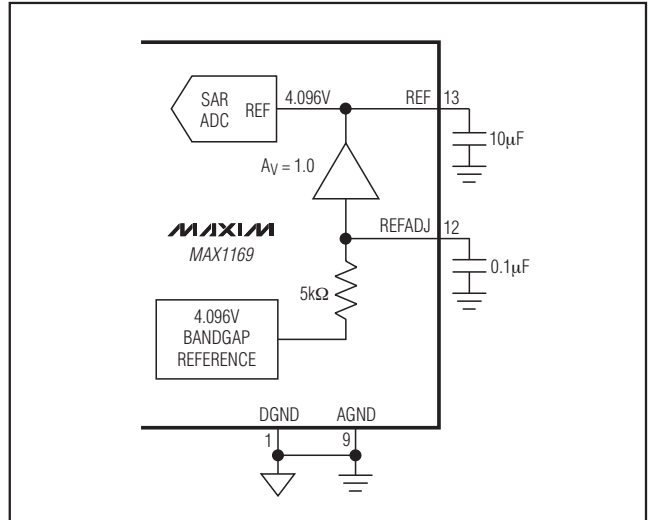 SAR
ADC
REF
4.096V
REF
13
10µF
AV = 1.0
MAXIM
MAX1169
REFADJ
12
0.1µF
5kΩ
4.096V
BANDGAP
REFERENCE
DGND
AGND
1
9